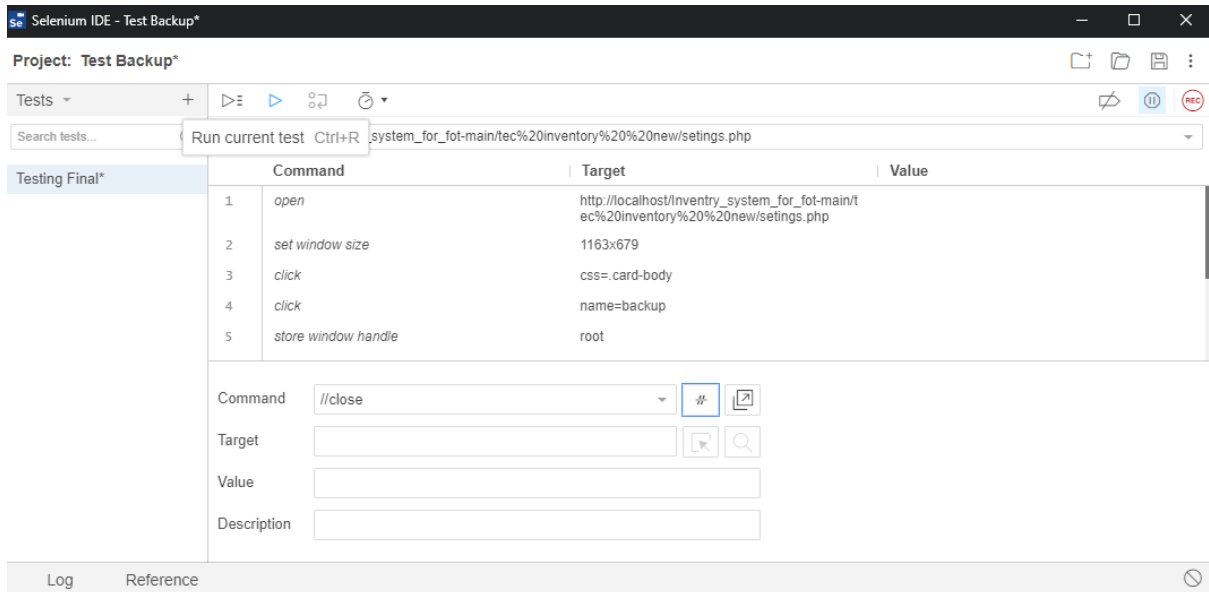 Se Selenium IDE - Test Backup*
Project: Test Backup*
Tests
Search tests...
Run current test Ctrl+R
_system_for_fot-main/tec%20inventory%20%20new/setings.php
Testing Final*
Command Target Value
1 open http://localhost/Inventry_system_for_fot-main/t
ec%20inventory%20%20new/setings.php
2 set window size 1163x679
3 click css=.card-body
4 click name=backup
5 store window handle root
Command //close
Target
Value
Description
Log Reference
REC